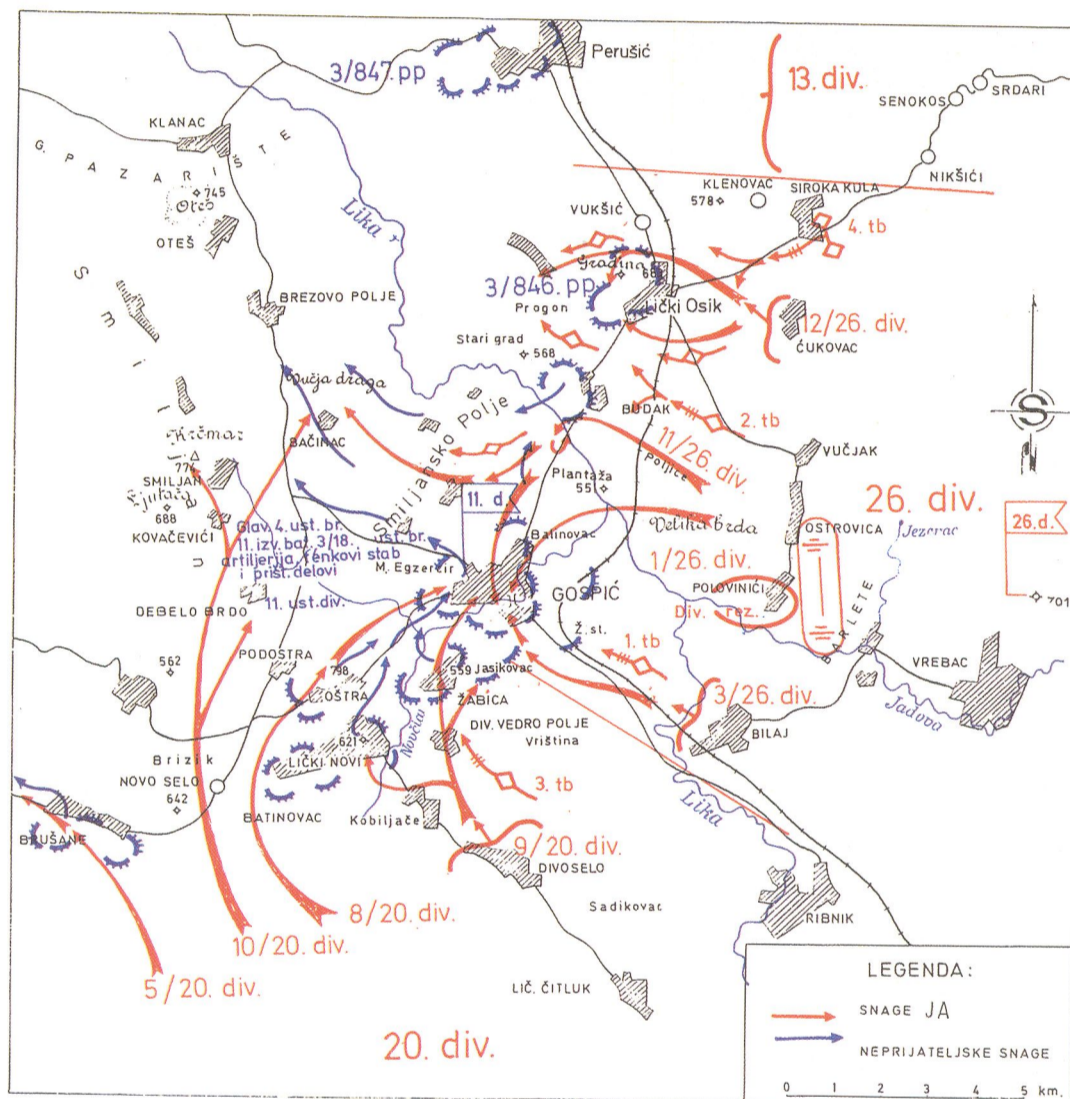 3/847. pp
Perušić
13. div.
SRDARI
SENOKOS
KLANAC
G. PAZARIŠTE
NIKŠIĆI
KLENOVAC
578
SIROKA KULA
745
Oteš
OTEŠ
Lika r
VUKŠIĆ
4. tb
Gradina
3/846. pp
Progon
Lički Osik
BREZOVO POLJE
12/26. div.
ĆUKOVAC
Stari grad
568
Vučja draga
BUDAK
2. tb
VUČJAK
BAČINAC
Smiljansko Polje
11/26. div.
Poljice
Krčmar
774
SMILJAN
Plantaža
55
26. div.
11. d.
26. d.
688
KOVAČEVIĆI
Velika Brda
OSTROVICA
Jezerac
Glav. 4. ust. br.
11. izv. bat. 3/18. ust. br.
artiljerija, fenkovi stab
i prišt. delovi
11. ust. div.
M. Egzercir
Balinovac
GOSPIĆ
1/26. div.
POLOVINIĆI
701
Div. rez..
BARLETE
DEBELO BRDO
Ž. st.
1. tb
VREBAC
562
PODOSTRA
798
OŠTRA
559
Jasikovac
ŽABICA
3/26. div.
Jadova
621
LIČKI NOVI
DIV. VEDRO POLJE
Vriština
BILAJ
Brizik
NOVO SELO
642
3. tb
Lika
BATINOVAC
Kobiljače
BRUŠANE
9/20. div.
DIVOSELO
8/20. div.
Sadikovac
RIBNIK
10/20. div.
5/20. div.
LIČ. ČITLUK
20. div.
S
LEGENDA:
SNAGE JA
NEPRIJATELJSKE SNAGE
0 1 2 3 4 5 km.